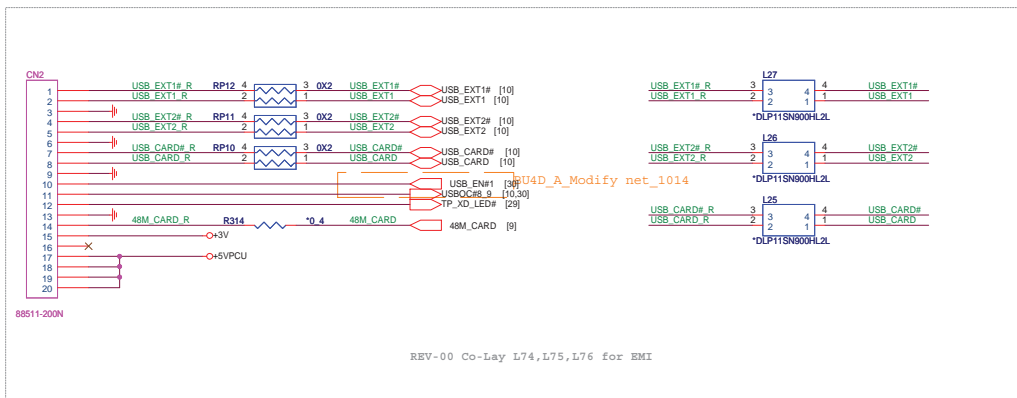 CN2
1 USB_EXT1#_R RP12 4 3 0X2 USB_EXT1# USB_EXT1# [10]
2 USB_EXT1_R 2 1 USB_EXT1 USB_EXT1 [10]
3
4 USB_EXT2#_R RP11 4 3 0X2 USB_EXT2# USB_EXT2# [10]
5 USB_EXT2_R 2 1 USB_EXT2 USB_EXT2 [10]
6
7 USB_CARD#_R RP10 4 3 0X2 USB_CARD# USB_CARD# [10]
8 USB_CARD_R 2 1 USB_CARD USB_CARD [10]
9
10 USB_EN#1 [30]
11 USBOC#8_9 [10,30]
12 TP_XD_LED# [29]
13
14 48M_CARD_R R314 *0_4 48M_CARD 48M_CARD [9]
15 +3V
16
17 +5VPCU
18
19
20
88511-200N
BU4D_A_Modify net_1014
L27
USB_EXT1#_R 3 3 4 4 USB_EXT1#
USB_EXT1_R 2 2 1 1 USB_EXT1
*DLP11SN900HL2L
L26
USB_EXT2#_R 3 3 4 4 USB_EXT2#
USB_EXT2_R 2 2 1 1 USB_EXT2
*DLP11SN900HL2L
L25
USB_CARD#_R 3 3 4 4 USB_CARD#
USB_CARD_R 2 2 1 1 USB_CARD
*DLP11SN900HL2L
REV-00 Co-Lay L74,L75,L76 for EMI